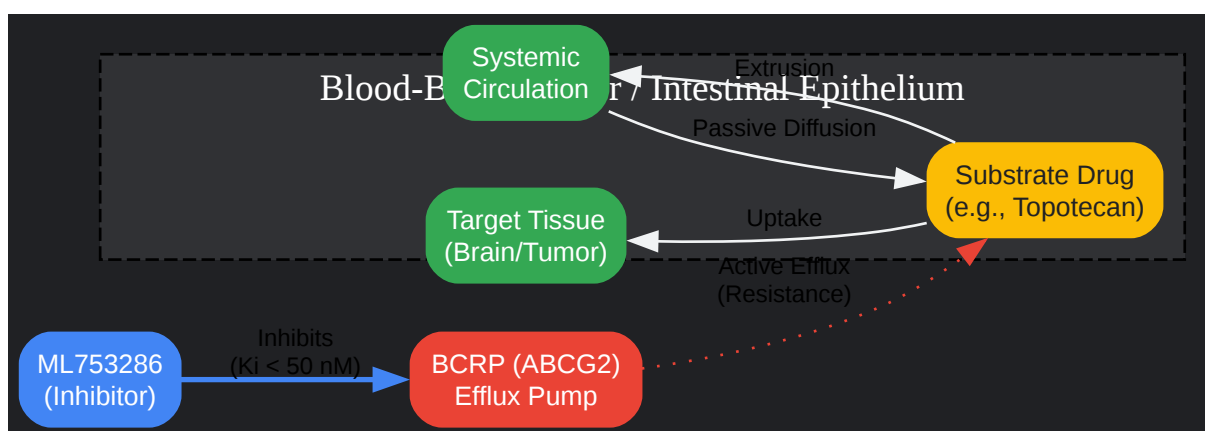 Systemic
Circulation
Extrusion
Blood-B r / Intestinal Epithelium
Passive Diffusion
Substrate Drug
(e.g., Topotecan)
Target Tissue
(Brain/Tumor)
Uptake
Active Efflux
(Resistance)
Inhibits
(Ki < 50 nM)
ML753286
(Inhibitor)
BCRP (ABCG2)
Efflux Pump